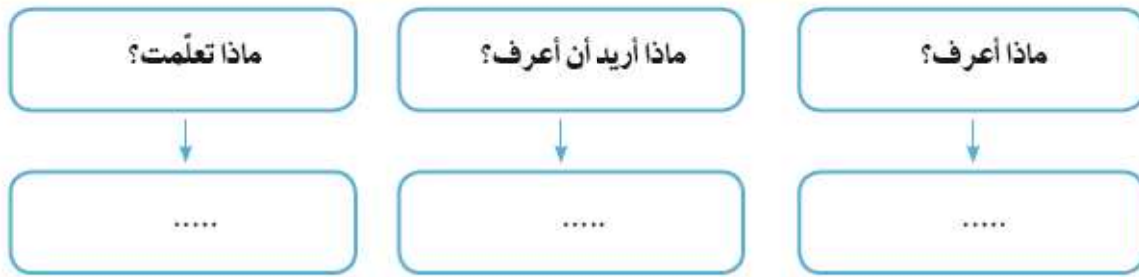 ماذا أعرف؟
ماذا أريد أن أعرف؟
ماذا تعلّمت؟
.....
.....
.....